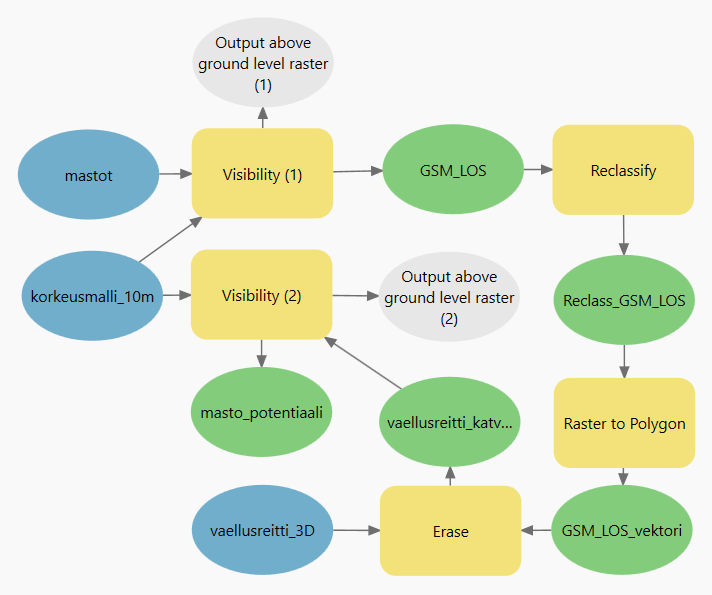 Output above
ground level raster
(1)
mastot
Visibility (1)
GSM_LOS
Reclassify
korkeusmalli_10m
Visibility (2)
Output above
ground level raster
(2)
Reclass_GSM_LOS
masto_potentiaali
vaellusreitti_katv...
Raster to Polygon
vaellusreitti_3D
Erase
GSM_LOS_vektori